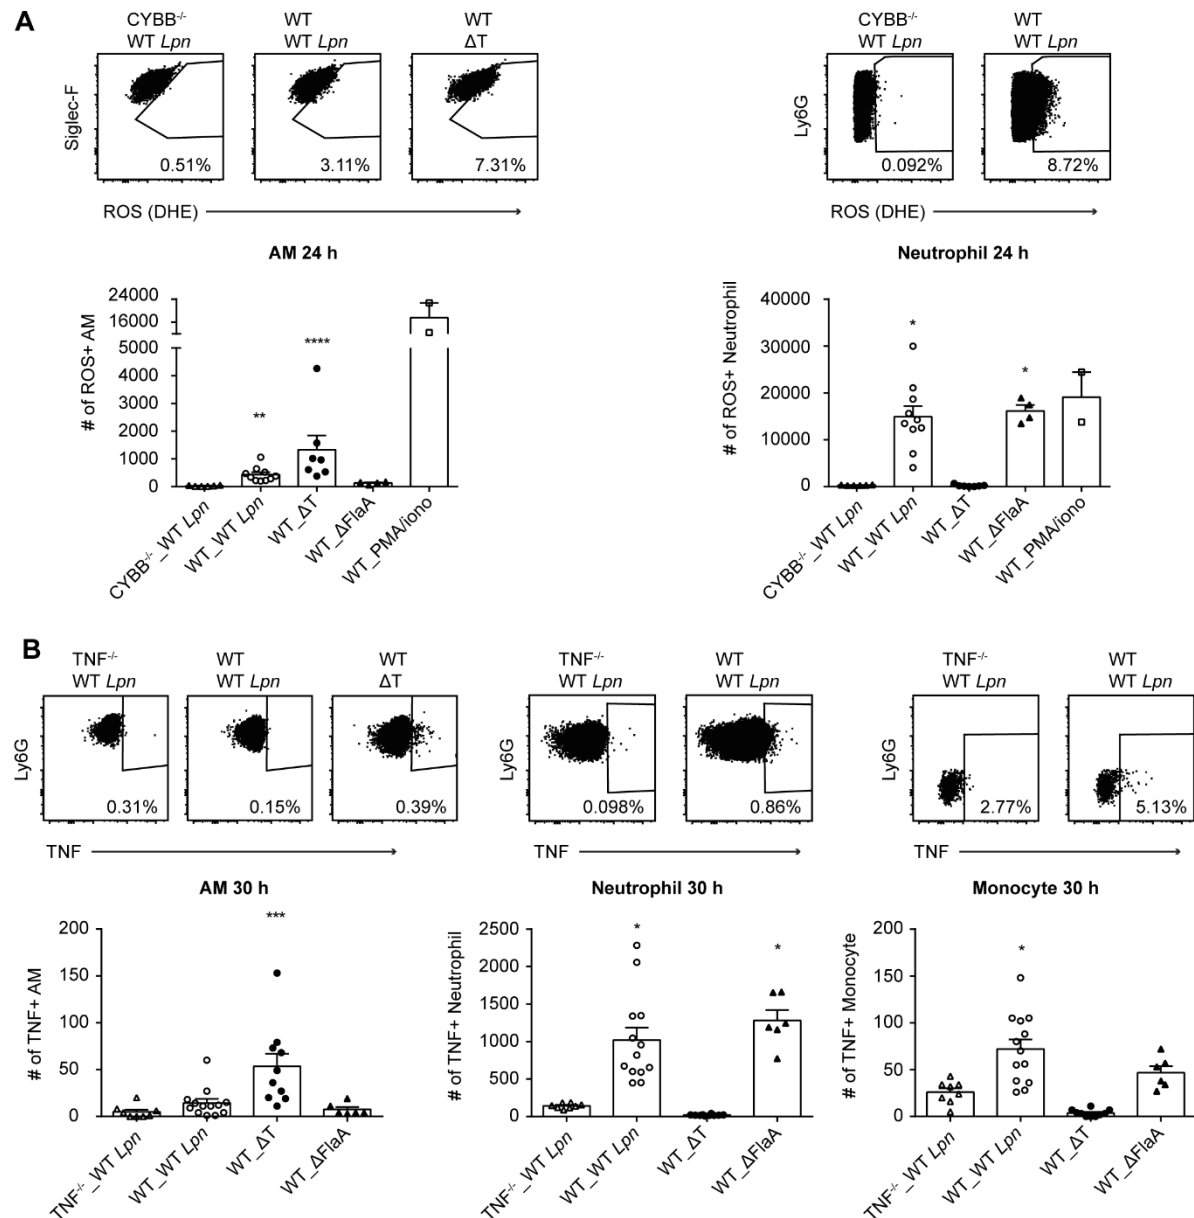 A
CYBB-/-
WT Lpn
WT
WT Lpn
WT
ΔT
CYBB-/-
WT Lpn
WT
WT Lpn
Siglec-F
0.51%
3.11%
7.31%
Ly6G
0.092%
8.72%
ROS (DHE)
ROS (DHE)
AM 24 h
Neutrophil 24 h
# of ROS+ AM
24000
16000
5000
4000
3000
2000
1000
0
**
****
CYBB-/-_WT Lpn
WT_WT Lpn
WT_ΔT
WT_ΔFlaA
WT_PMA/iono
# of ROS+ Neutrophil
40000
30000
20000
10000
0
*
*
CYBB-/-_WT Lpn
WT_WT Lpn
WT_ΔT
WT_ΔFlaA
WT_PMA/iono
B
TNF-/-
WT Lpn
WT
WT Lpn
WT
ΔT
TNF-/-
WT Lpn
WT
WT Lpn
TNF-/-
WT Lpn
WT
WT Lpn
Ly6G
0.31%
0.15%
0.39%
Ly6G
0.098%
0.86%
Ly6G
2.77%
5.13%
TNF
TNF
TNF
AM 30 h
Neutrophil 30 h
Monocyte 30 h
# of TNF+ AM
200
150
100
50
0
***
TNF-/-_WT Lpn
WT_WT Lpn
WT_ΔT
WT_ΔFlaA
# of TNF+ Neutrophil
2500
2000
1500
1000
500
0
*
*
TNF-/-_WT Lpn
WT_WT Lpn
WT_ΔT
WT_ΔFlaA
# of TNF+ Monocyte
200
150
100
50
0
*
TNF-/-_WT Lpn
WT_WT Lpn
WT_ΔT
WT_ΔFlaA